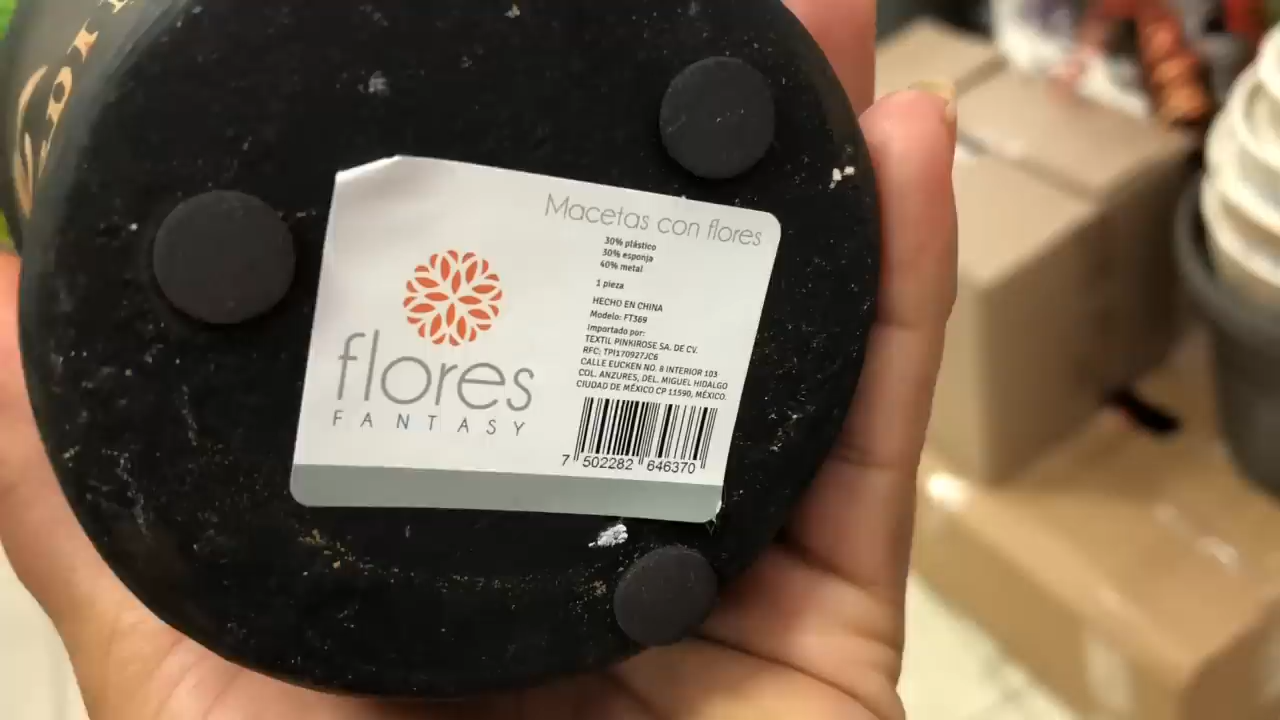 flores
FANTASY
Macetas con flores
30% plástico
30% esponja
40% metal
1 pieza
HECHO EN CHINA
Modelo: FT369
Importado por:
TEXTIL PINKIROSE SA. DE CV.
RFC: TPI170927JC6
CALLE EUCKEN NO. 8 INTERIOR 103
COL. ANZURES, DEL. MIGUEL HIDALGO
CIUDAD DE MÉXICO CP 11590, MÉXICO.
7 502282 646370